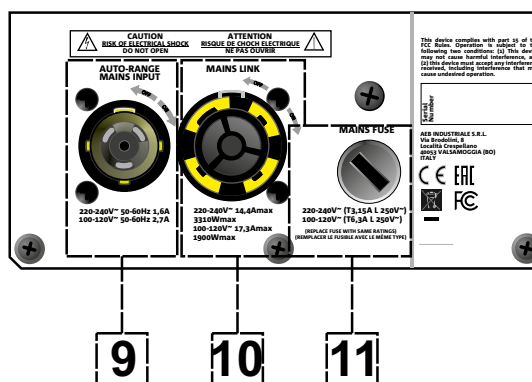 CAUTION
RISK OF ELECTRICAL SHOCK
DO NOT OPEN
ATTENTION
RISQUE DE CHOCH ELECTRIQUE
NE PAS OUVRIR
AUTO-RANGE
MAINS INPUT
OFF
ON
220-240V~ 50-60Hz 1,6A
100-120V~ 50-60Hz 2,7A
MAINS LINK
OFF
ON
220-240V~ 14,4Amax
3310Wmax
100-120V~ 17,3Amax
1900Wmax
MAINS FUSE
220-240V~ (T3,15A L 250V~)
100-120V~ (T6,3A L 250V~)
(REPLACE FUSE WITH SAME RATINGS)
(REMPLACER LE FUSIBLE AVEC LE MÊME TYPE)
This device complies with part 15 of t
FCC Rules. Operation is subject to t
following two conditions: (1) This devi
may not cause harmful interference, a
(2) this device must accept any interferen
received, including interference that m
cause undesired operation.
Serial
Number
AEB INDUSTRIALE S.R.L.
Via Brodolini, 8
Località Crespellano
40053 VALSAMOGGIA (BO)
ITALY
CE EAC
FC
9
10
11